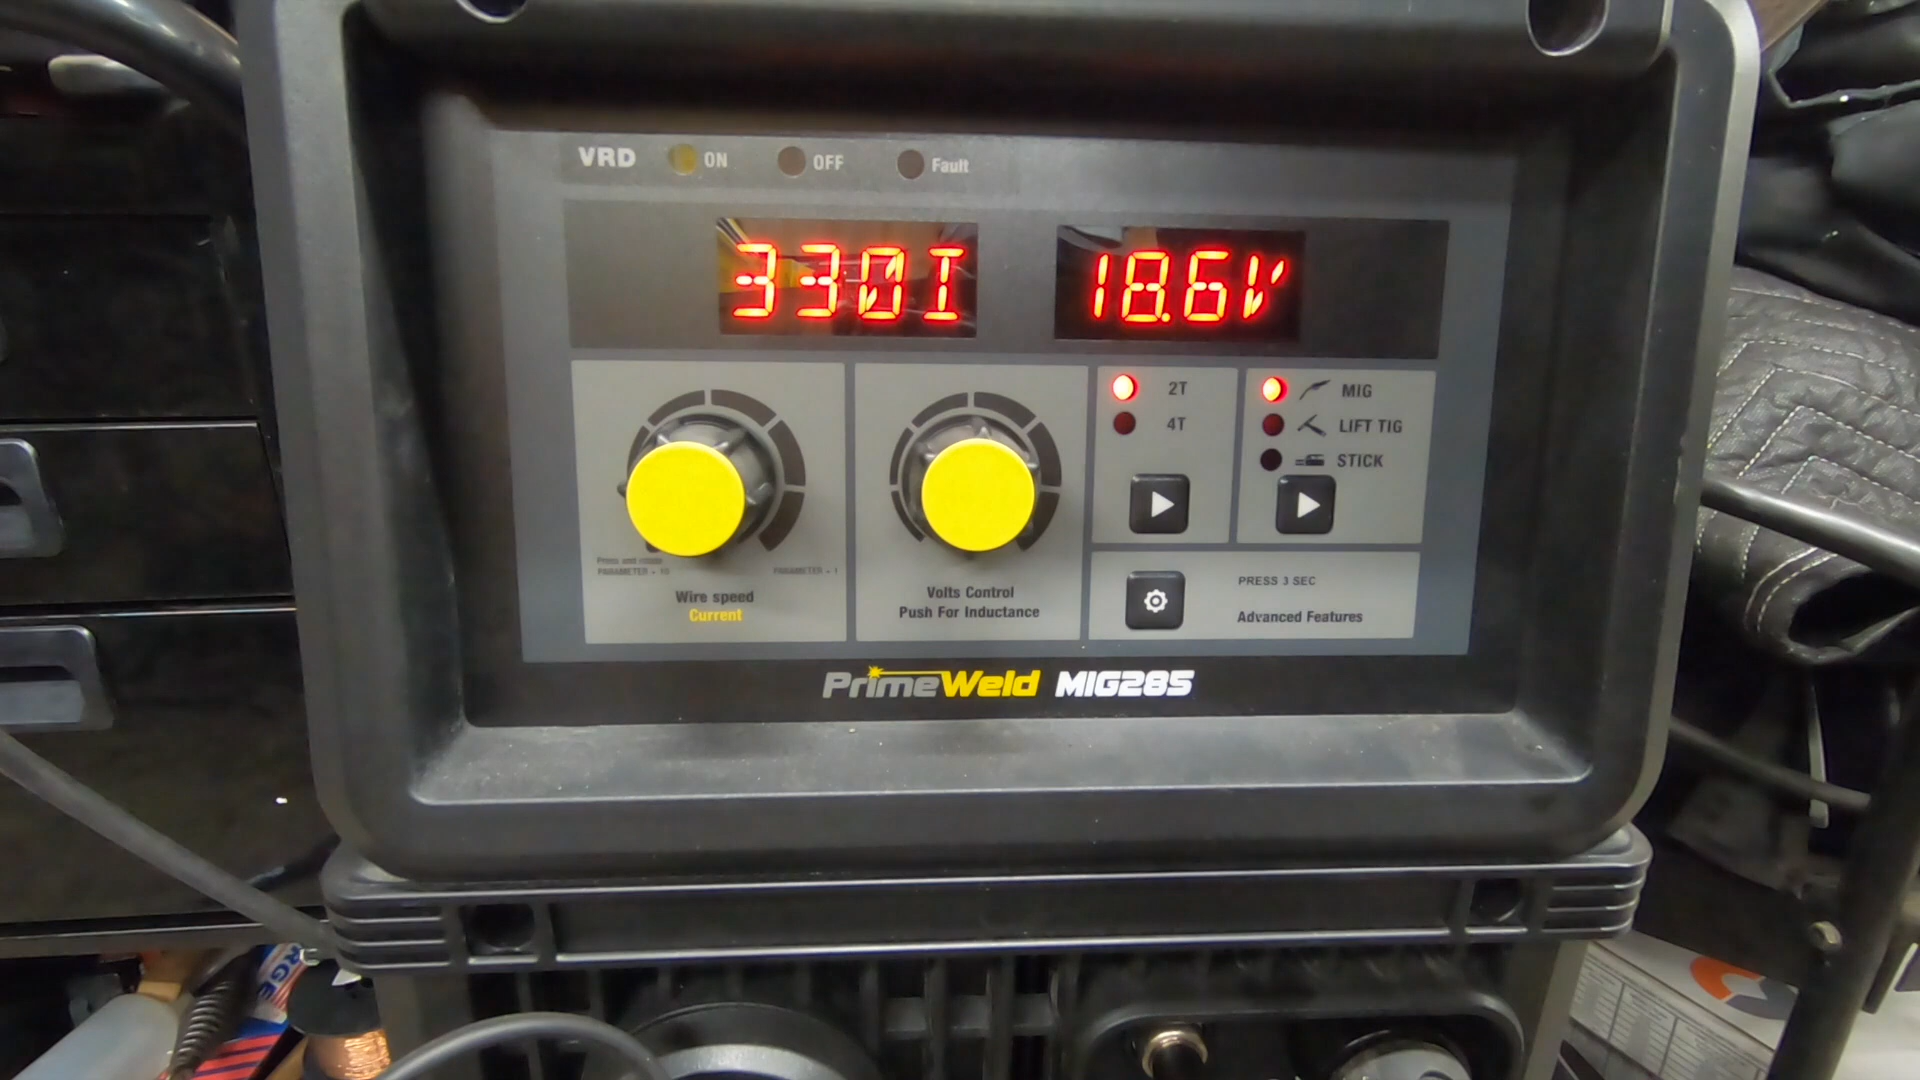 VRD ON OFF Fault
330I 18.6V
2T
4T
MIG
LIFT TIG
STICK
Press and rotate
PARAMETER + 10
PARAMETER + 1
Wire speed
Current
Volts Control
Push For Inductance
PRESS 3 SEC
Advanced Features
PrimeWeld MIG285